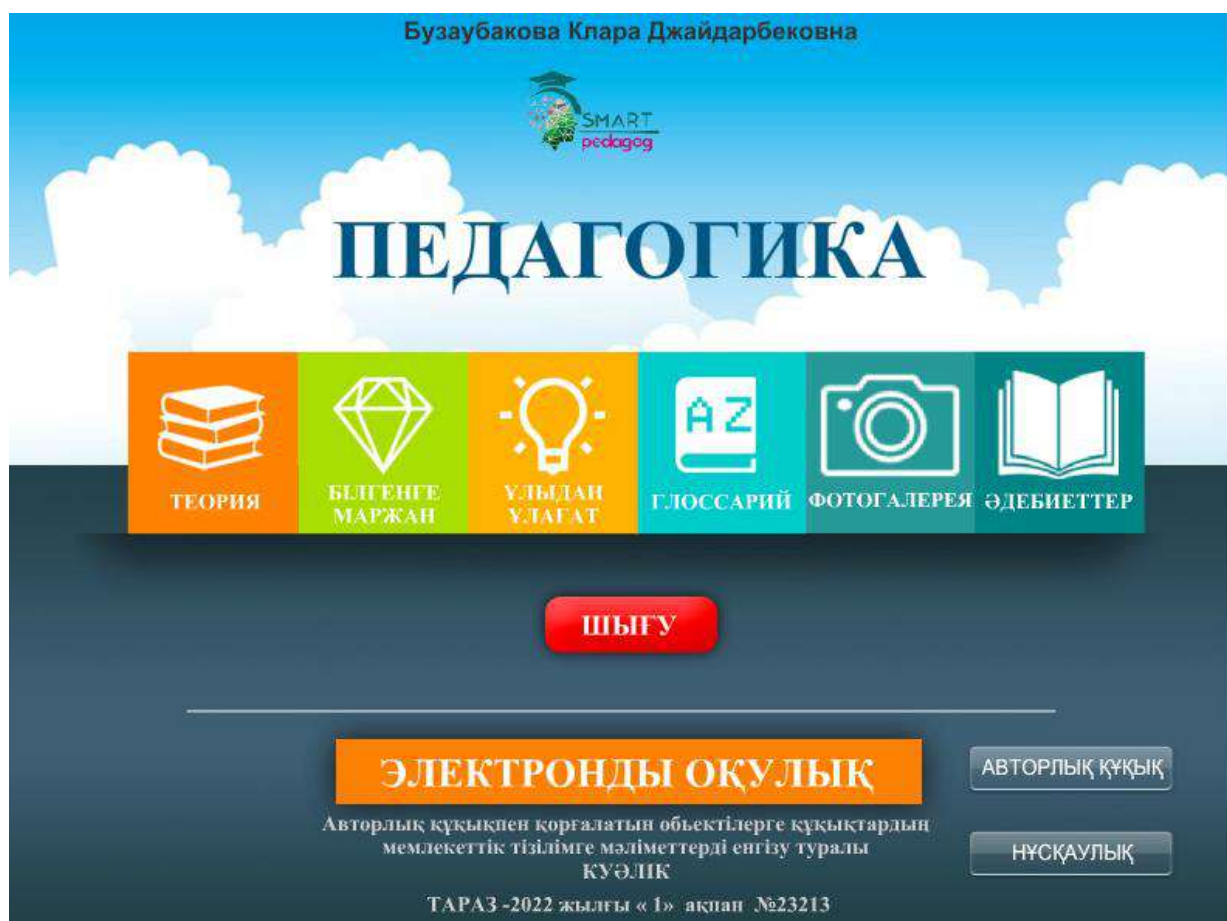 Бузаубакова Клара Джайдарбековна
SMART
pedagog
ПЕДАГОГИКА
AZ
ТЕОРИЯ
БІЛГЕНГЕ
МАРЖАН
ҰЛЫДАН
ҰЛАҒАТ
ГЛОССАРИЙ
ФОТОГАЛЕРЕЯ
ӘДЕБИЕТТЕР
ШЫҒУ
ЭЛЕКТРОНДЫ ОҚУЛЫҚ
АВТОРЛЫҚ ҚҰҚЫҚ
Авторлық құқықпен қорғалатын обьектілерге құқықтардың
мемлекеттік тізілімге мәліметтерді енгізу туралы
КУӘЛІК
НҰСҚАУЛЫҚ
ТАРАЗ -2022 жылғы « 1» ақпан №23213